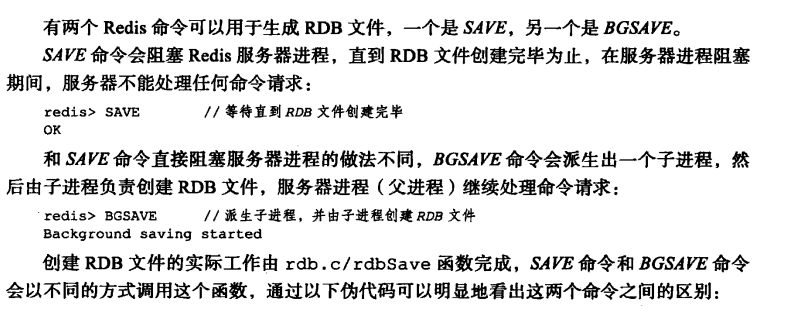 有两个 Redis 命令可以用于生成 RDB 文件，一个是 SAVE，另一个是 BGSAVE。
SAVE 命令会阻塞 Redis 服务器进程，直到 RDB 文件创建完毕为止，在服务器进程阻塞
期间，服务器不能处理任何命令请求：
redis> SAVE // 等待直到 RDB 文件创建完毕
OK
和 SAVE 命令直接阻塞服务器进程的做法不同，BGSAVE 命令会派生出一个子进程，然
后由子进程负责创建 RDB 文件，服务器进程（父进程）继续处理命令请求：
redis> BGSAVE // 派生子进程，并由子进程创建 RDB 文件
Background saving started
创建 RDB 文件的实际工作由 rdb.c/rdbSave 函数完成，SAVE 命令和 BGSAVE 命令
会以不同的方式调用这个函数，通过以下伪代码可以明显地看出这两个命令之间的区别：